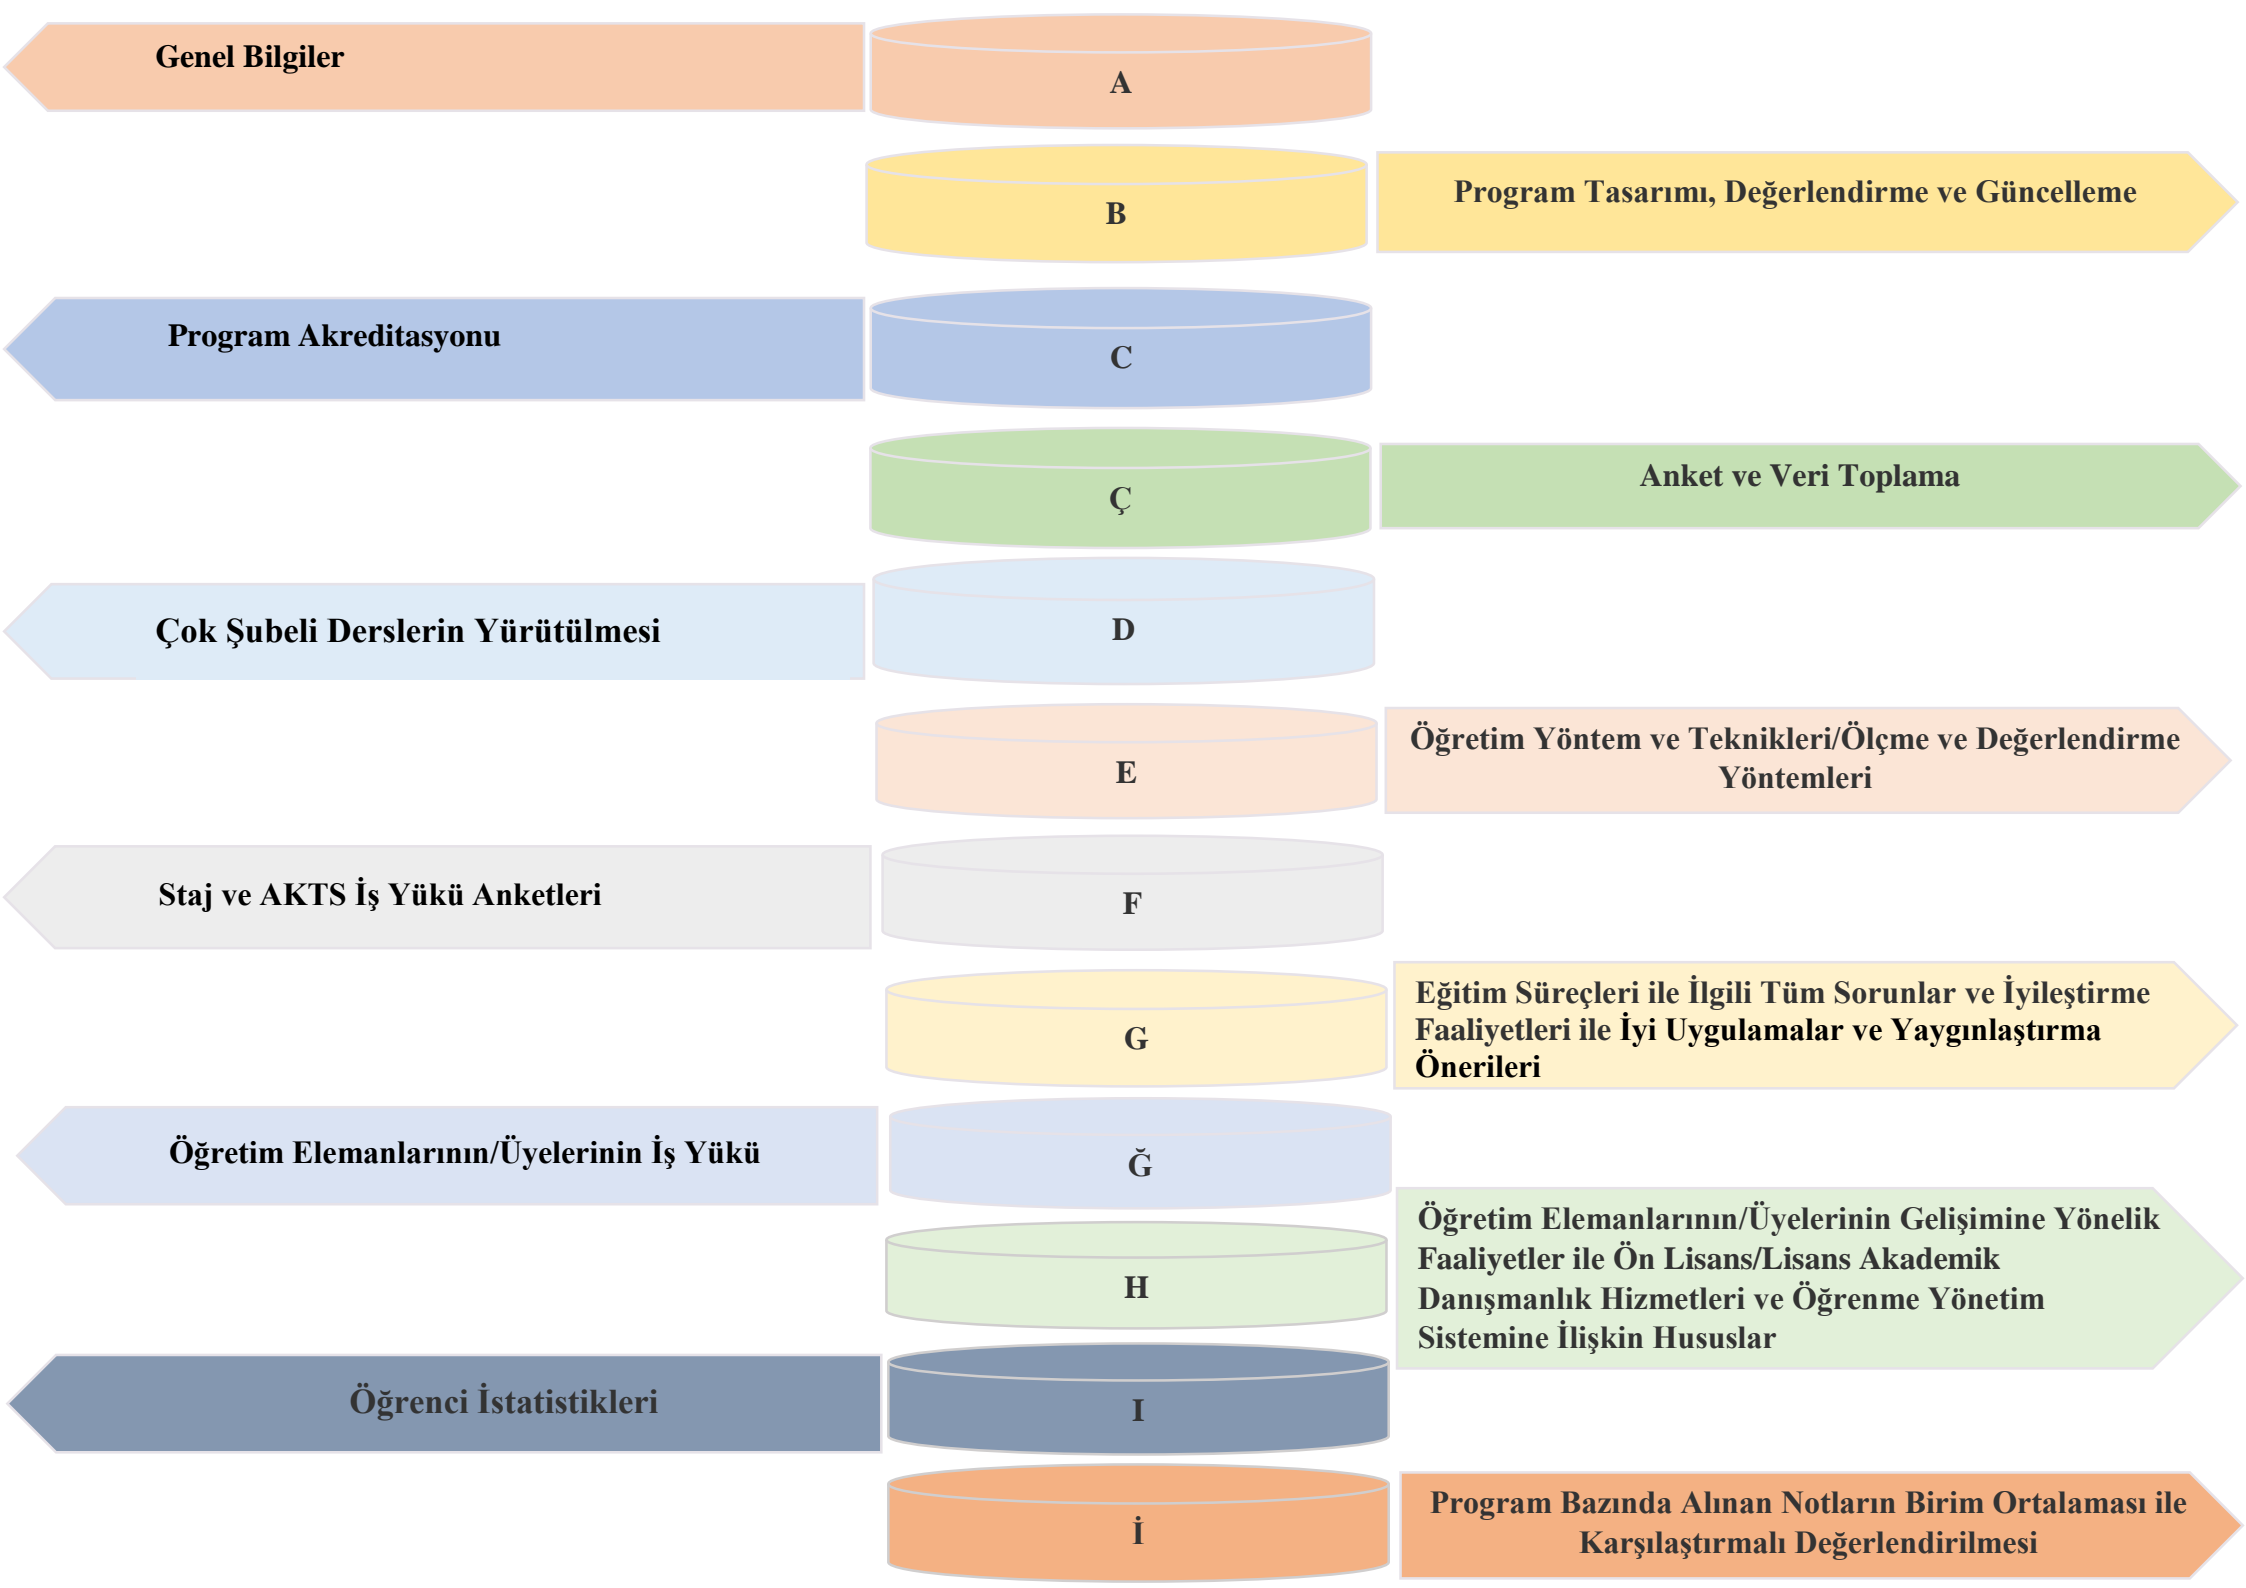 Genel Bilgiler
A
B
Program Tasarımı, Değerlendirme ve Güncelleme
Program Akreditasyonu
C
Ç
Anket ve Veri Toplama
Çok Şubeli Derslerin Yürütülmesi
D
E
Öğretim Yöntem ve Teknikleri/Ölçme ve Değerlendirme
Yöntemleri
Staj ve AKTS İş Yükü Anketleri
F
G
Eğitim Süreçleri ile İlgili Tüm Sorunlar ve İyileştirme
Faaliyetleri ile İyi Uygulamalar ve Yaygınlaştırma
Önerileri
Öğretim Elemanlarının/Üyelerinin İş Yükü
Ğ
H
Öğretim Elemanlarının/Üyelerinin Gelişimine Yönelik
Faaliyetler ile Ön Lisans/Lisans Akademik
Danışmanlık Hizmetleri ve Öğrenme Yönetim
Sistemine İlişkin Hususlar
Öğrenci İstatistikleri
I
İ
Program Bazında Alınan Notların Birim Ortalaması ile
Karşılaştırmalı Değerlendirilmesi